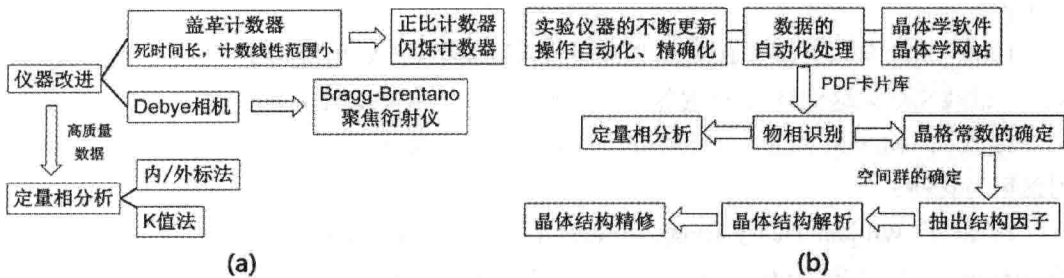 盖革计数器
死时间长，计数线性范围小
正比计数器
闪烁计数器
仪器改进
Debye相机
Bragg-Brentano
聚焦衍射仪
高质量
数据
定量相分析
内/外标法
K值法
(a)
实验仪器的不断更新
操作自动化、精确化
数据的
自动化处理
晶体学软件
晶体学网站
PDF卡片库
定量相分析
物相识别
晶格常数的确定
空间群的确定
晶体结构精修
晶体结构解析
抽出结构因子
(b)